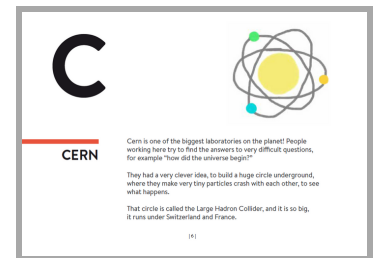 C
CERN
Cern is one of the biggest laboratories on the planet! People
working here try to find the answers to very difficult questions,
for example "how did the universe begin?"
They had a very clever idea, to build a huge circle underground,
where they make very tiny particles crash with each other, to see
what happens.
That circle is called the Large Hadron Collider, and it is so big,
it runs under Switzerland and France.
[6]